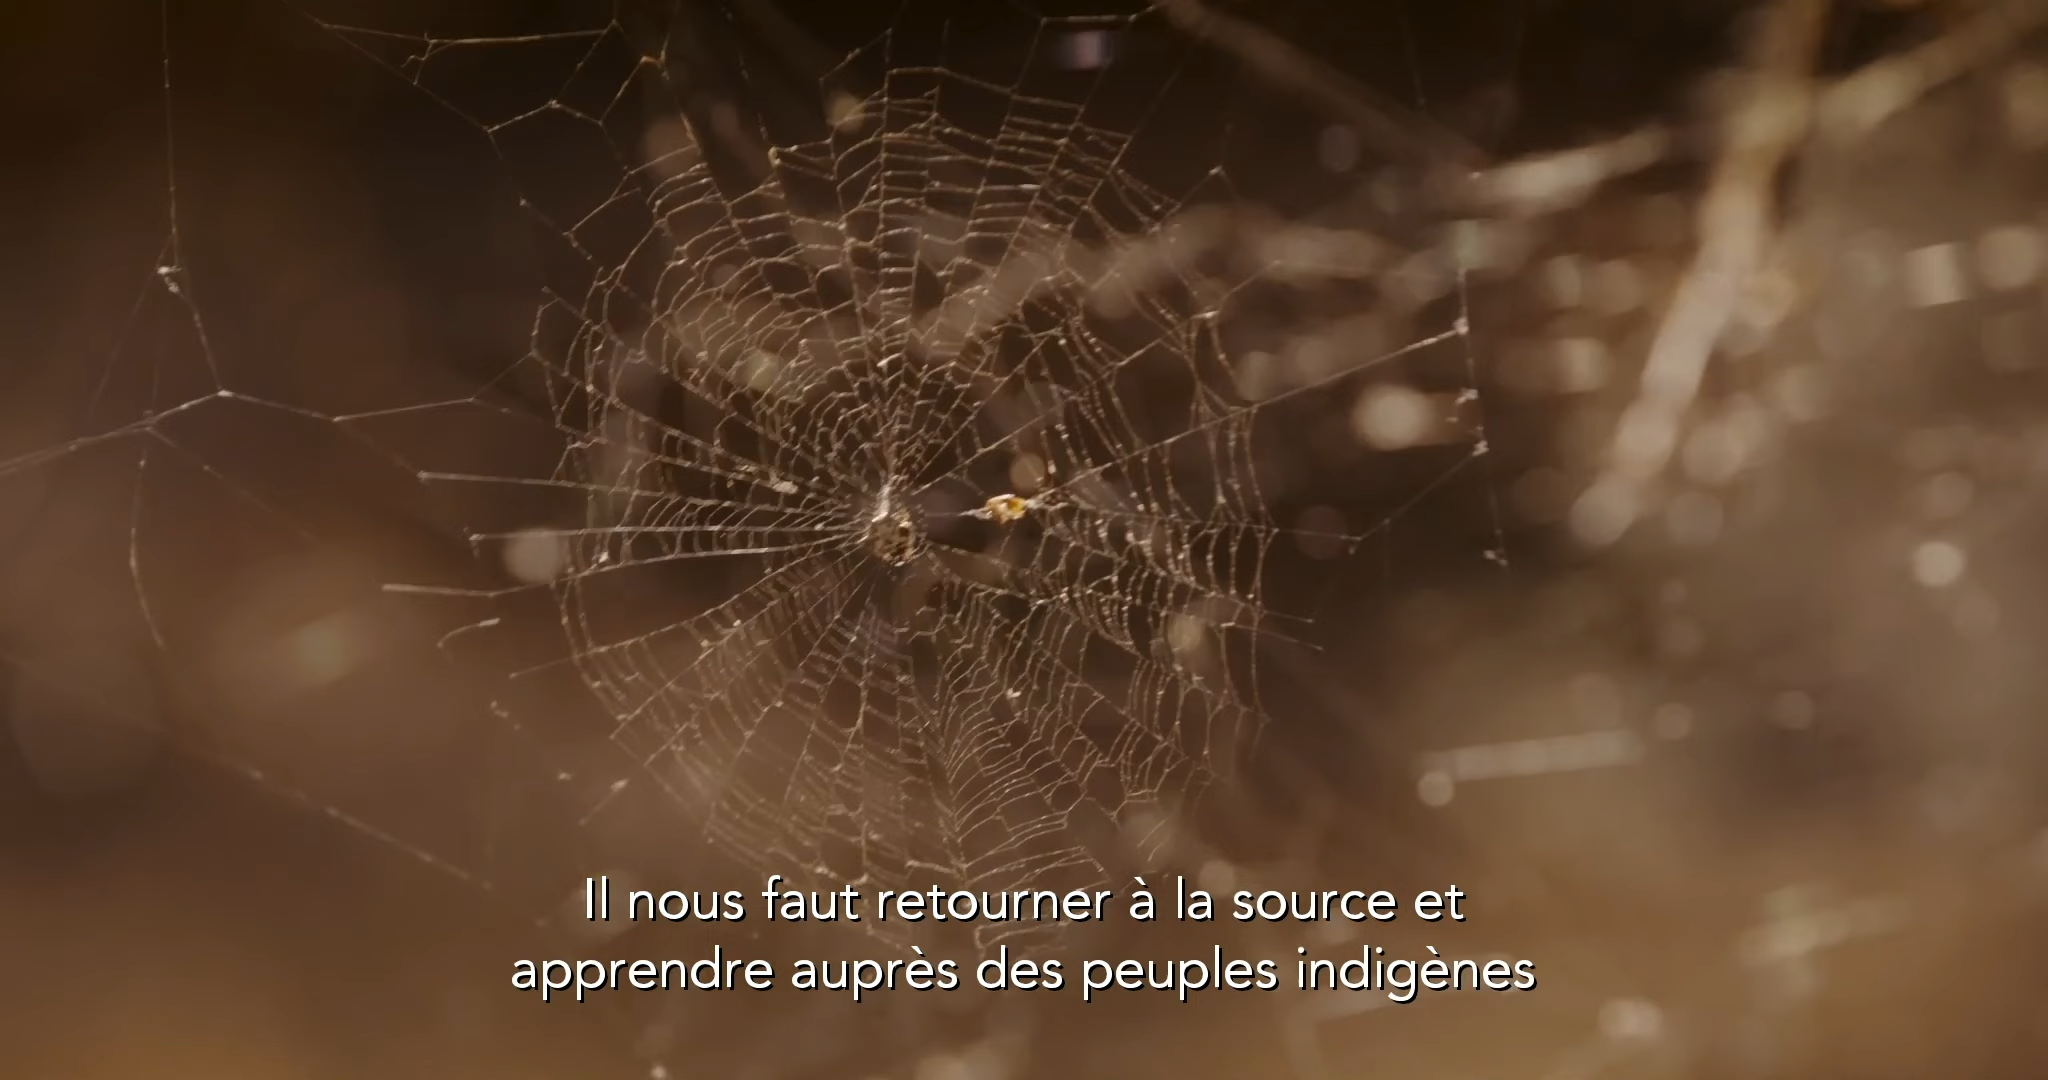 Il nous faut retourner à la source et
apprendre auprès des peuples indigènes